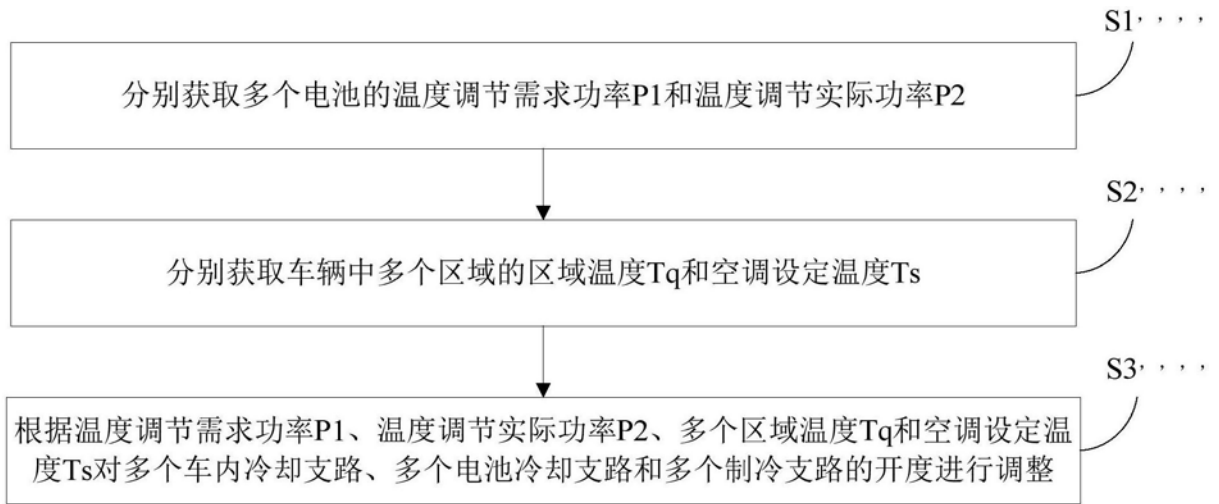 S1，，，，
分别获取多个电池的温度调节需求功率P1和温度调节实际功率P2
S2，，，，
分别获取车辆中多个区域的区域温度Tq和空调设定温度Ts
S3，，，，
根据温度调节需求功率P1、温度调节实际功率P2、多个区域温度Tq和空调设定温
度Ts对多个车内冷却支路、多个电池冷却支路和多个制冷支路的开度进行调整